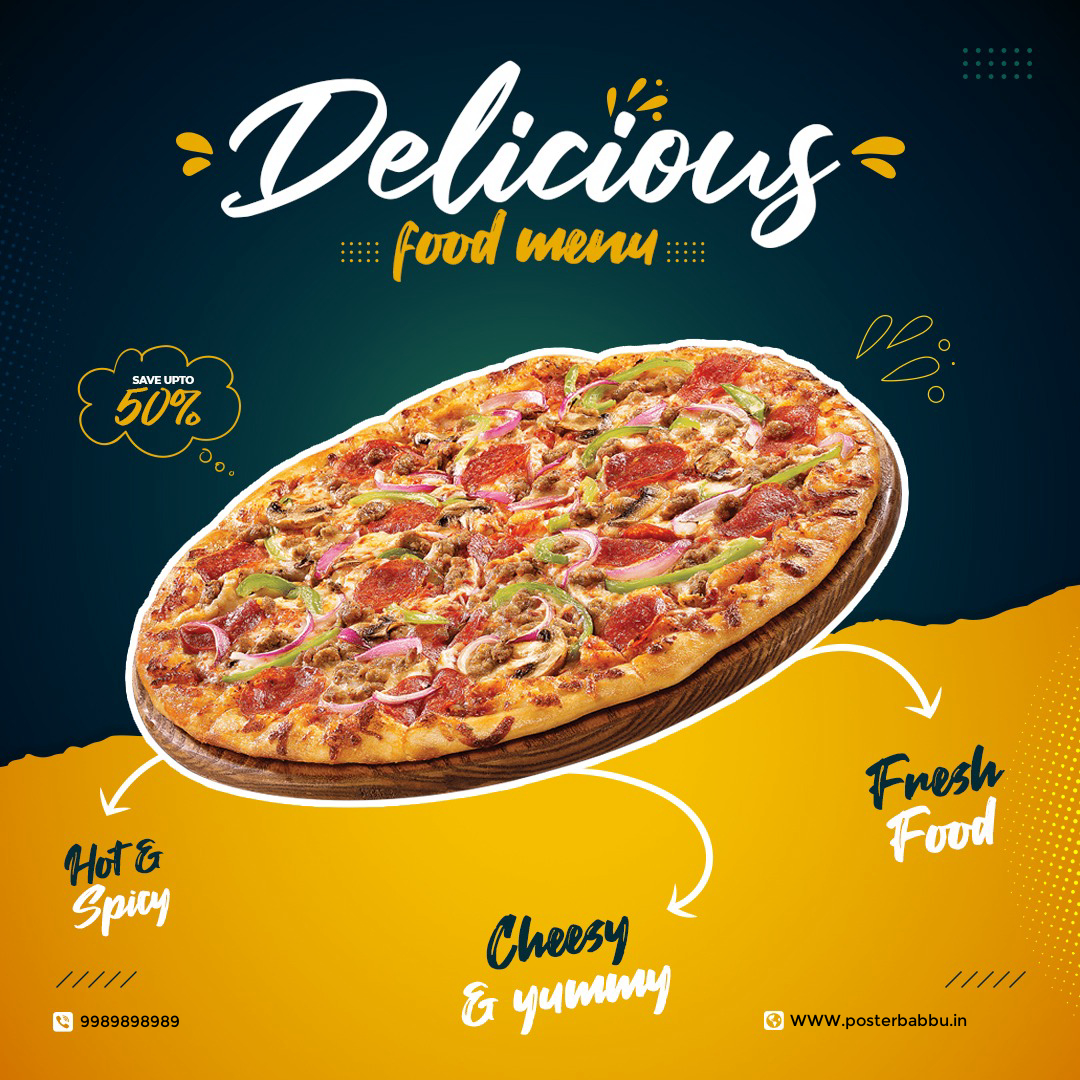 Delicious
food menu
SAVE UPTO
50%
Fresh
Food
Hot &
Spicy
Cheesy
& yummy
9989898989
WWW.posterbabbu.in